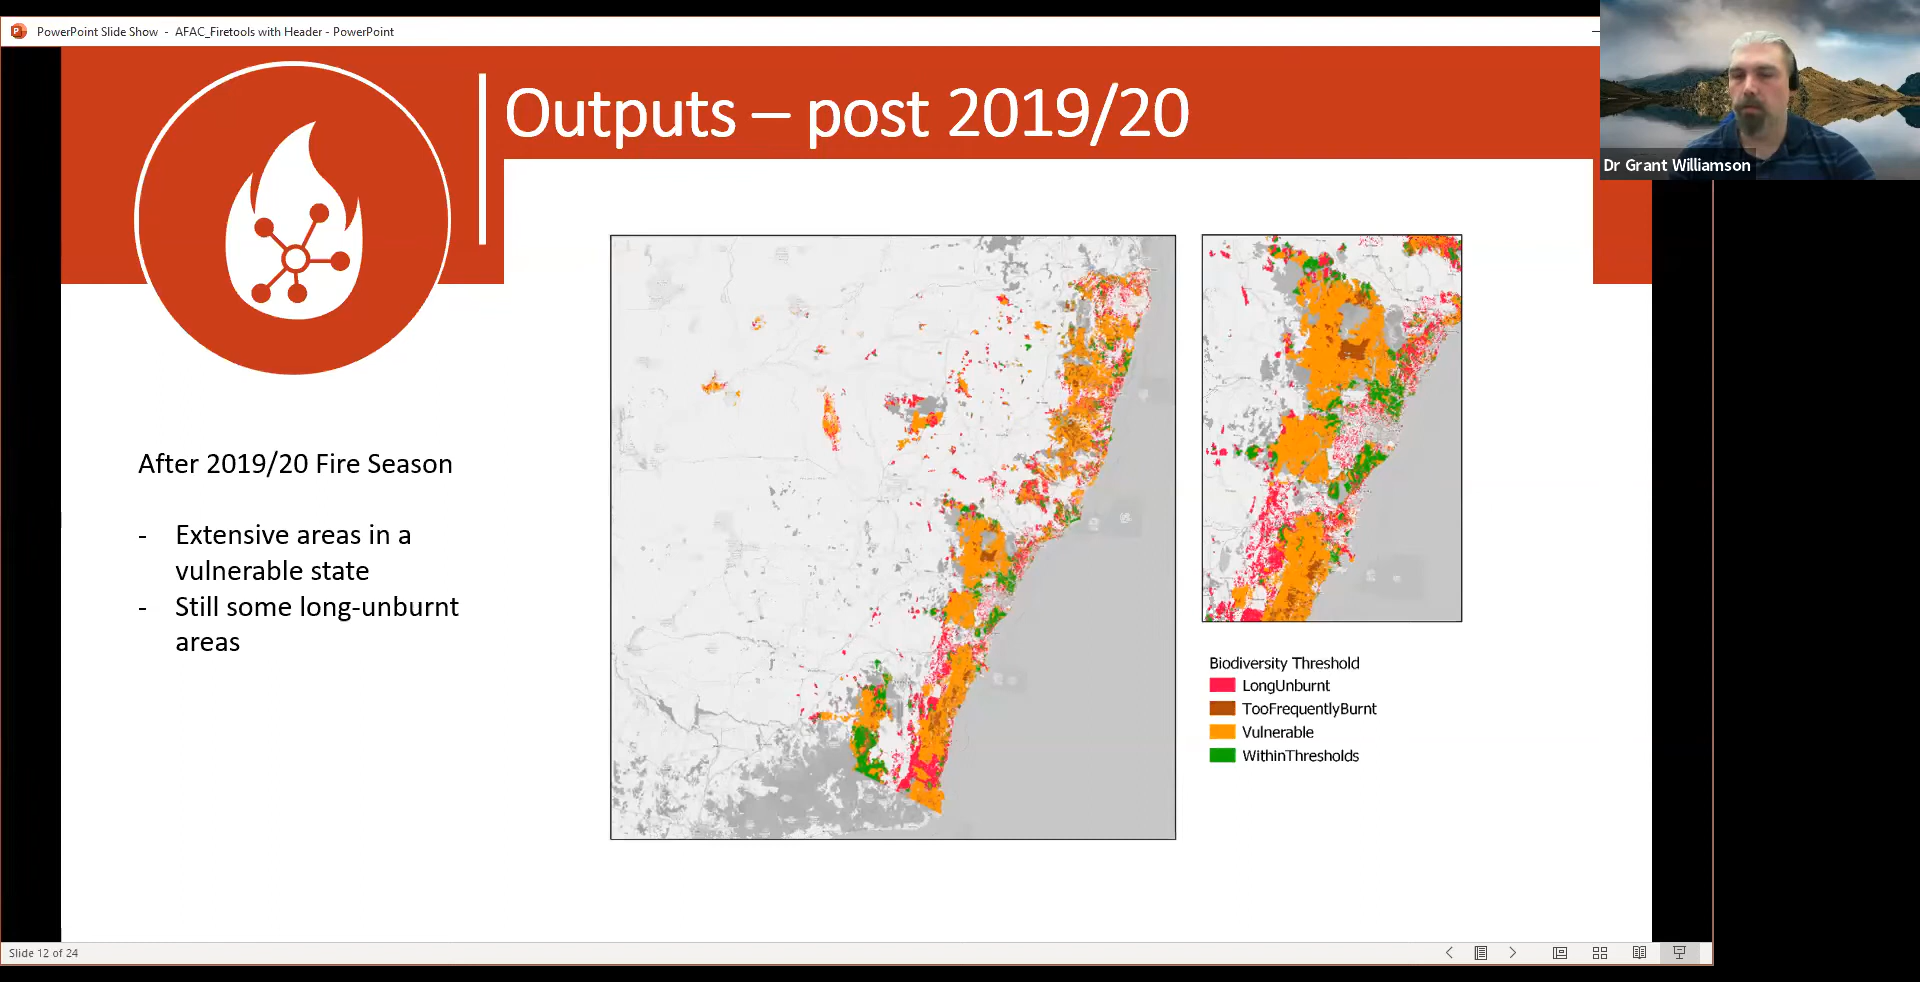 PowerPoint Slide Show - AFAC_Firetools with Header - PowerPoint
Outputs – post 2019/20
Dr Grant Williamson
After 2019/20 Fire Season
- Extensive areas in a
vulnerable state
- Still some long-unburnt
areas
Biodiversity Threshold
LongUnburnt
TooFrequentlyBurnt
Vulnerable
WithinThresholds
Slide 12 of 24